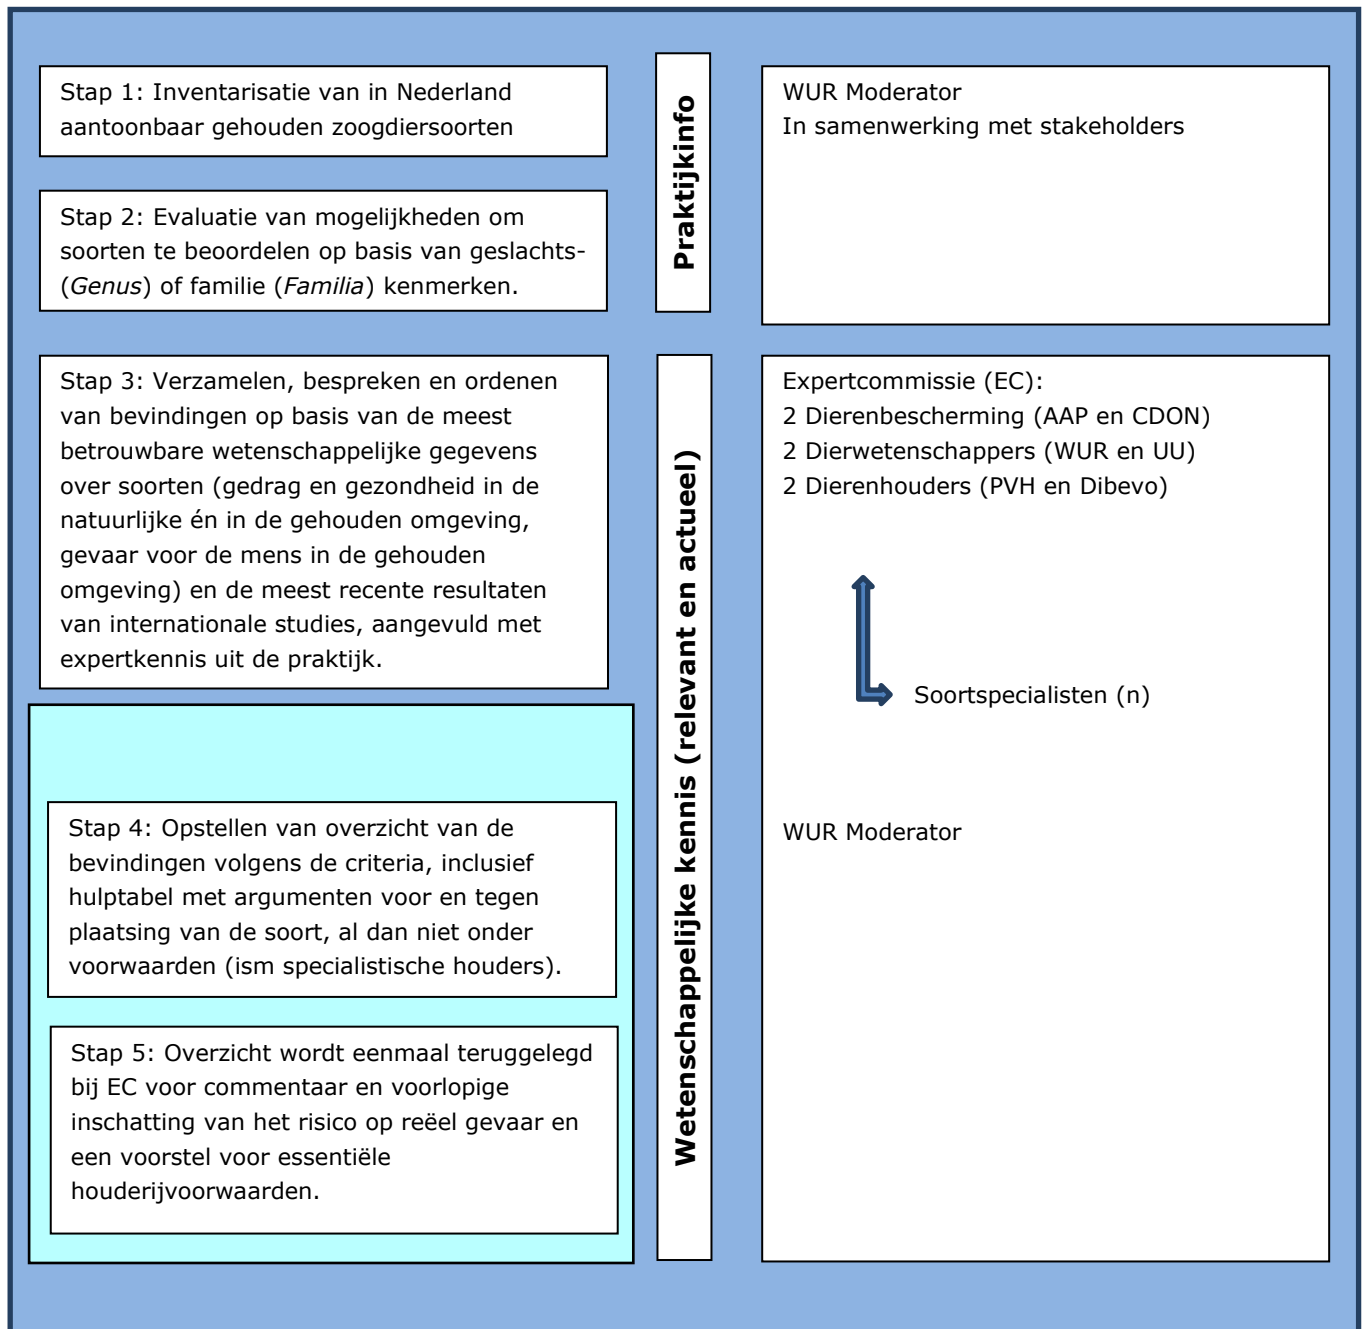 Stap 1: Inventarisatie van in Nederland
aantoonbaar gehouden zoogdiersoorten
Stap 2: Evaluatie van mogelijkheden om
soorten te beoordelen op basis van geslachts-
(Genus) of familie (Familia) kenmerken.
Praktijkinfo
WUR Moderator
In samenwerking met stakeholders
Stap 3: Verzamelen, bespreken en ordenen
van bevindingen op basis van de meest
betrouwbare wetenschappelijke gegevens
over soorten (gedrag en gezondheid in de
natuurlijke én in de gehouden omgeving,
gevaar voor de mens in de gehouden
omgeving) en de meest recente resultaten
van internationale studies, aangevuld met
expertkennis uit de praktijk.
Stap 4: Opstellen van overzicht van de
bevindingen volgens de criteria, inclusief
hulptabel met argumenten voor en tegen
plaatsing van de soort, al dan niet onder
voorwaarden (ism specialistische houders).
Stap 5: Overzicht wordt eenmaal teruggelegd
bij EC voor commentaar en voorlopige
inschatting van het risico op reëel gevaar en
een voorstel voor essentiële
houderijvoorwaarden.
Wetenschappelijke kennis (relevant en actueel)
Expertcommissie (EC):
2 Dierenbescherming (AAP en CDON)
2 Dierwetenschappers (WUR en UU)
2 Dierenhouders (PVH en Dibevo)
Soortspecialisten (n)
WUR Moderator